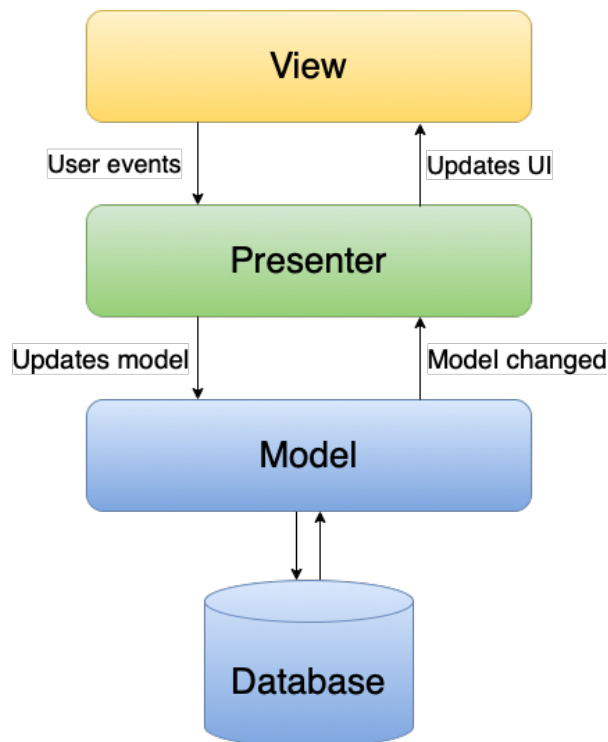 View
User events
Updates UI
Presenter
Updates model
Model changed
Model
Database